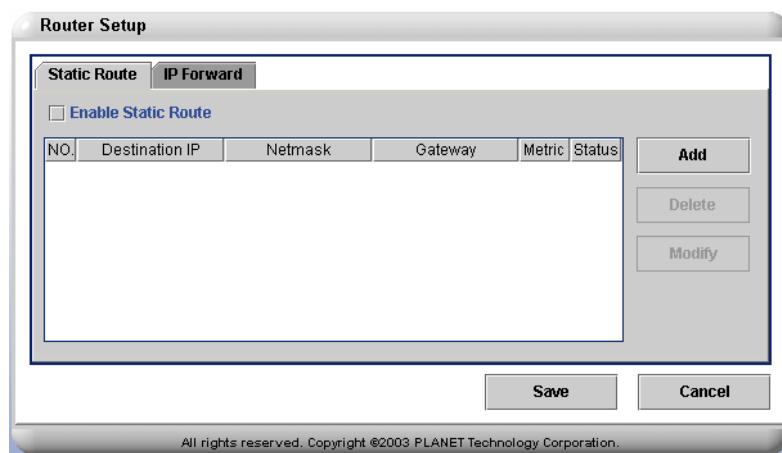 Router Setup
Static Route IP Forward
Enable Static Route
NO. Destination IP Netmask Gateway Metric Status
Add
Delete
Modify
Save Cancel
All rights reserved. Copyright ©2003 PLANET Technology Corporation.